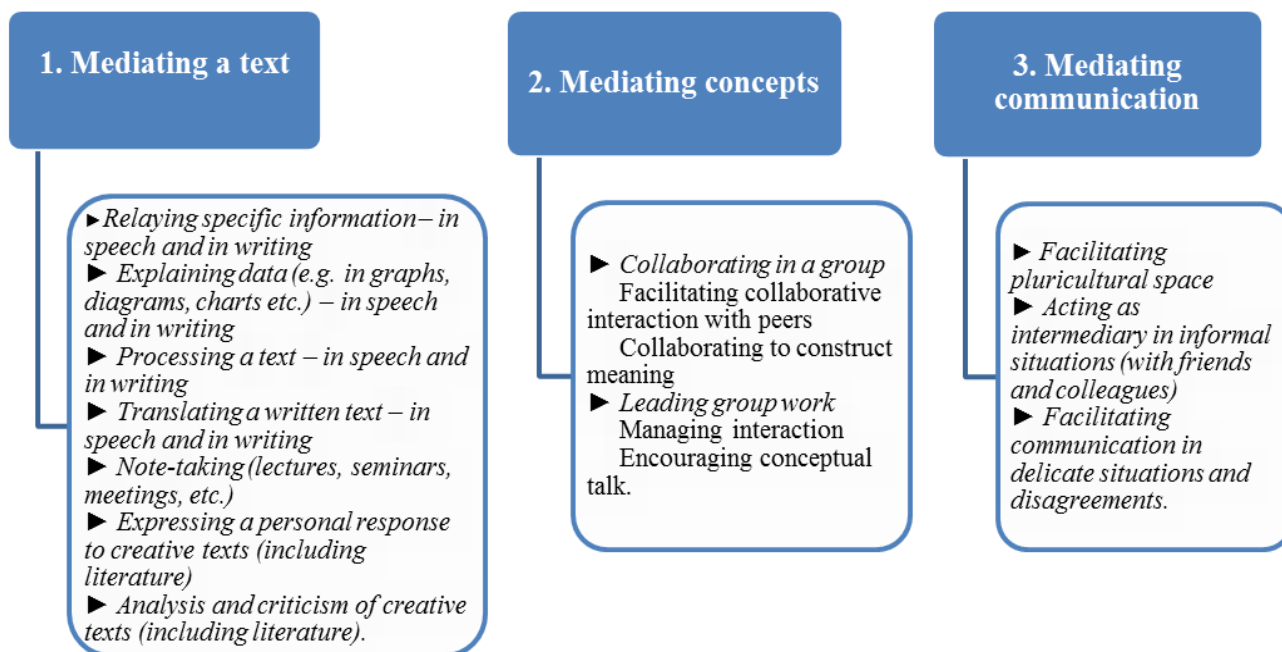 1. Mediating a text
►Relaying specific information– in
speech and in writing
► Explaining data (e.g. in graphs,
diagrams, charts etc.) – in speech
and in writing
► Processing a text – in speech and
in writing
► Translating a written text – in
speech and in writing
► Note-taking (lectures, seminars,
meetings, etc.)
► Expressing a personal response
to creative texts (including
literature)
► Analysis and criticism of creative
texts (including literature).
2. Mediating concepts
► Collaborating in a group
Facilitating collaborative
interaction with peers
Collaborating to construct
meaning
► Leading group work
Managing interaction
Encouraging conceptual
talk.
3. Mediating
communication
► Facilitating
pluricultural space
► Acting as
intermediary in informal
situations (with friends
and colleagues)
► Facilitating
communication in
delicate situations and
disagreements.